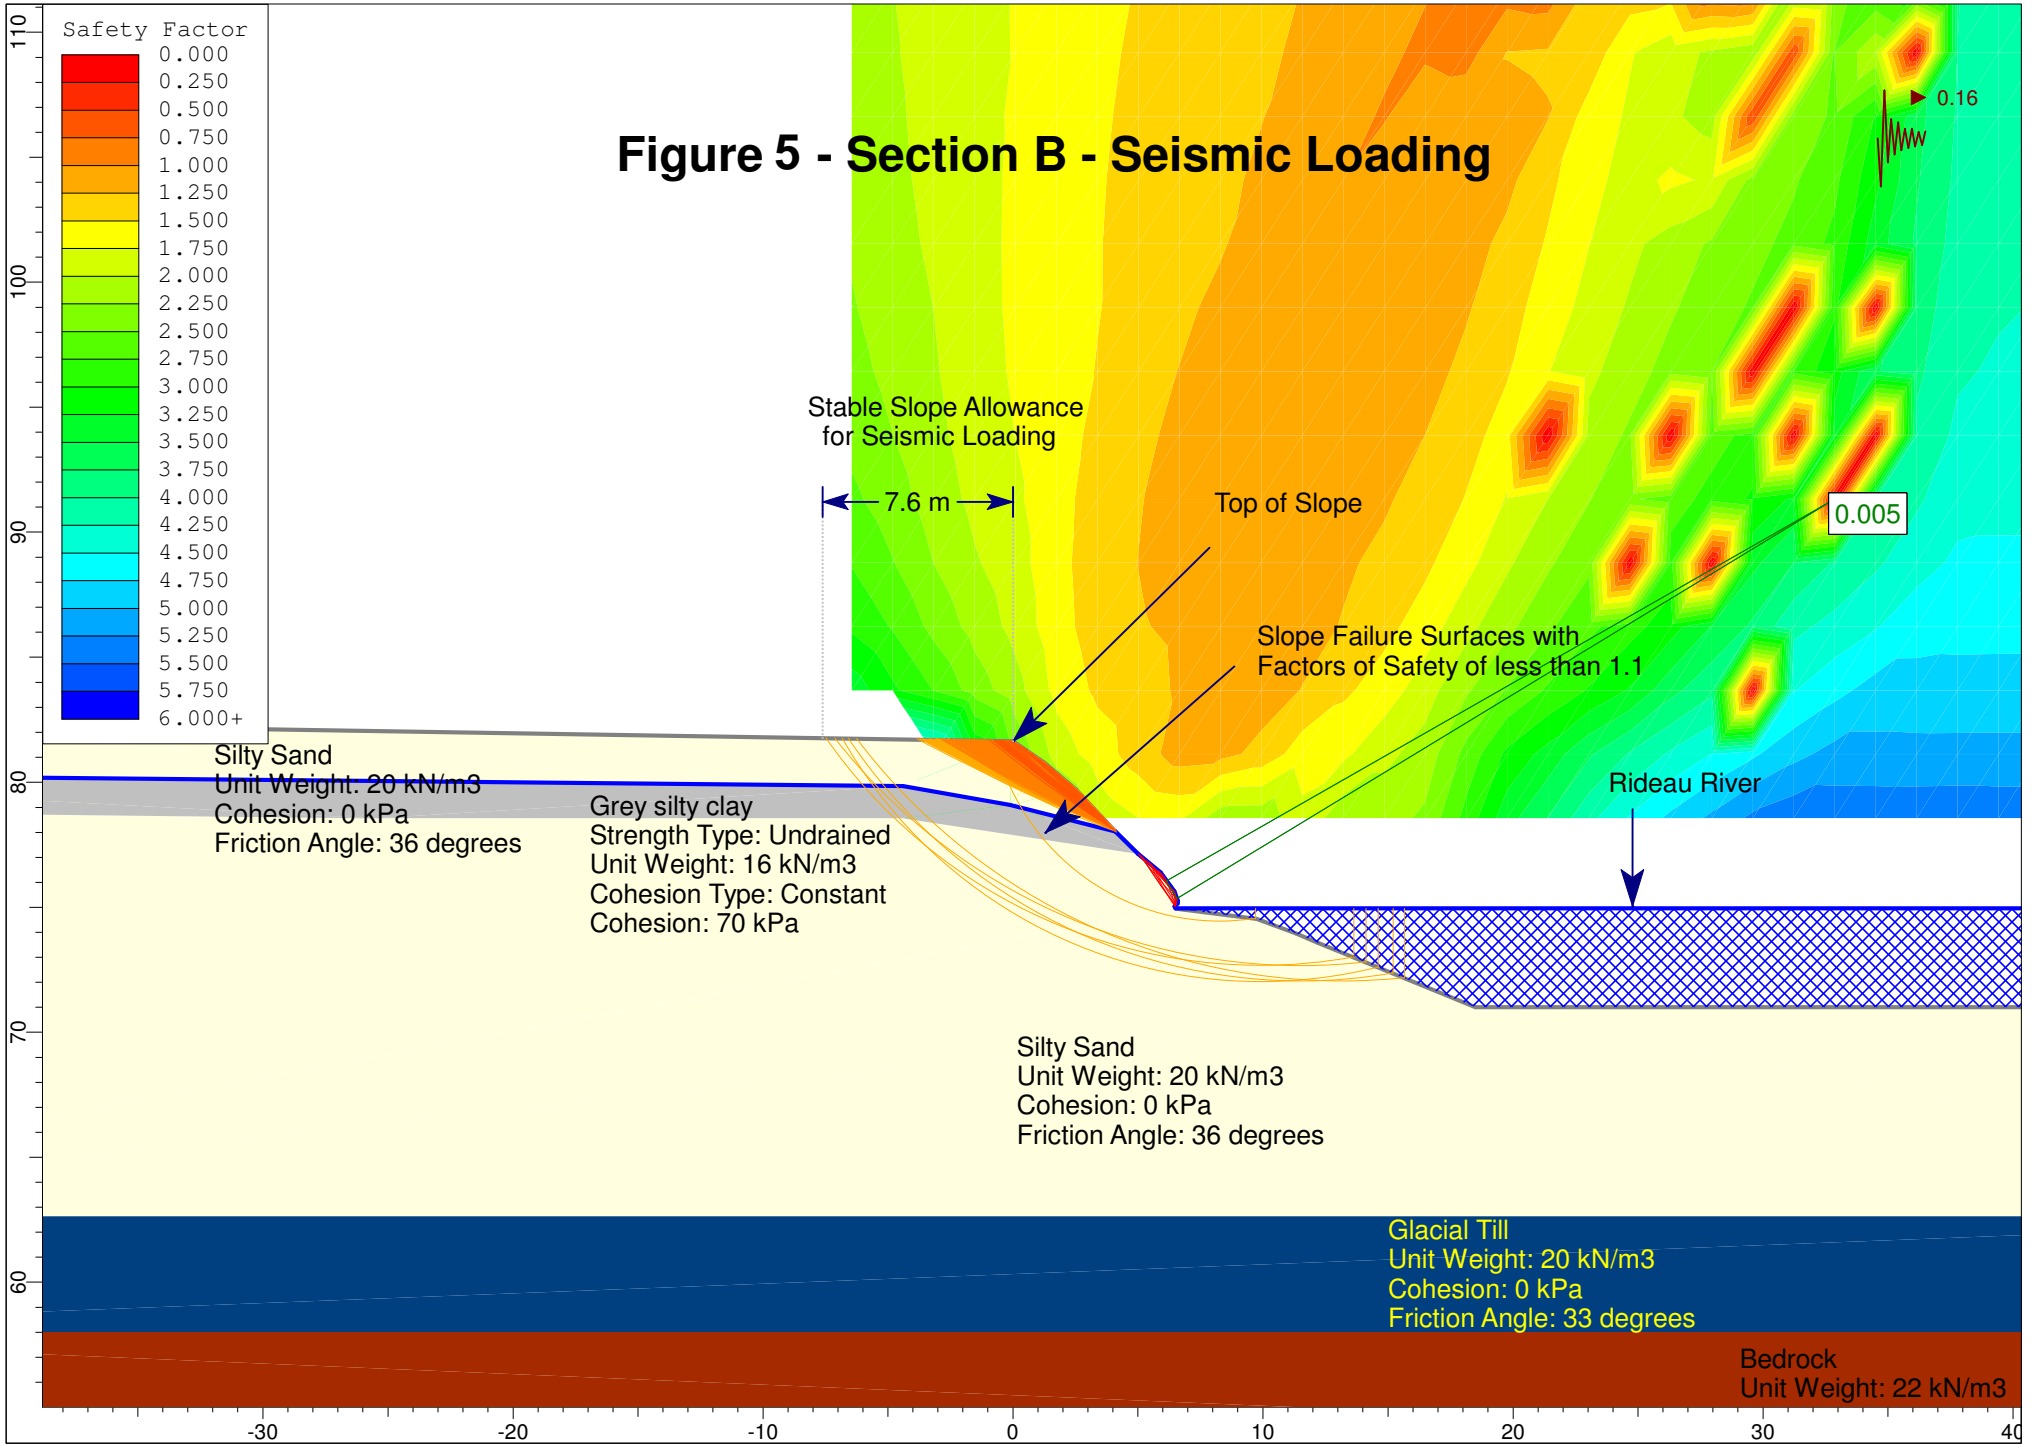 Safety Factor
0.000
0.250
0.500
0.750
1.000
1.250
1.500
1.750
2.000
2.250
2.500
2.750
3.000
3.250
3.500
3.750
4.000
4.250
4.500
4.750
5.000
5.250
5.500
5.750
6.000+
Figure 5 - Section B - Seismic Loading
0.16
Stable Slope Allowance
for Seismic Loading
7.6 m
Top of Slope
0.005
Slope Failure Surfaces with
Factors of Safety of less than 1.1
Rideau River
Silty Sand
Unit Weight: 20 kN/m3
Cohesion: 0 kPa
Friction Angle: 36 degrees
Grey silty clay
Strength Type: Undrained
Unit Weight: 16 kN/m3
Cohesion Type: Constant
Cohesion: 70 kPa
Silty Sand
Unit Weight: 20 kN/m3
Cohesion: 0 kPa
Friction Angle: 36 degrees
Glacial Till
Unit Weight: 20 kN/m3
Cohesion: 0 kPa
Friction Angle: 33 degrees
Bedrock
Unit Weight: 22 kN/m3
110
100
90
80
70
60
-30
-20
-10
0
10
20
30
40